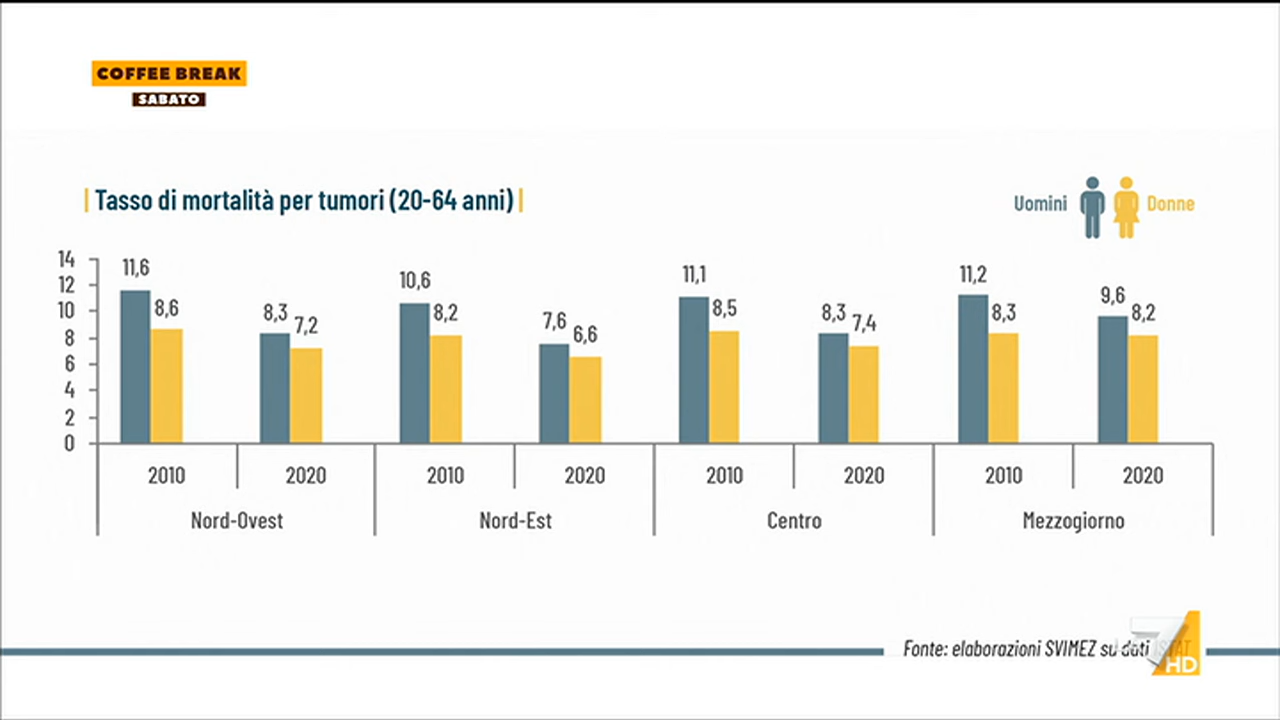 COFFEE BREAK
SABATO
Tasso di mortalità per tumori (20-64 anni)
Uomini Donne
14
12
10
8
6
4
2
0
11,6 8,6 8,3 7,2 10,6 8,2 7,6 6,6 11,1 8,5 8,3 7,4 11,2 8,3 9,6 8,2
2010 2020 2010 2020 2010 2020 2010 2020
Nord-Ovest Nord-Est Centro Mezzogiorno
Fonte: elaborazioni SVIMEZ su dati ISTAT
7
HD